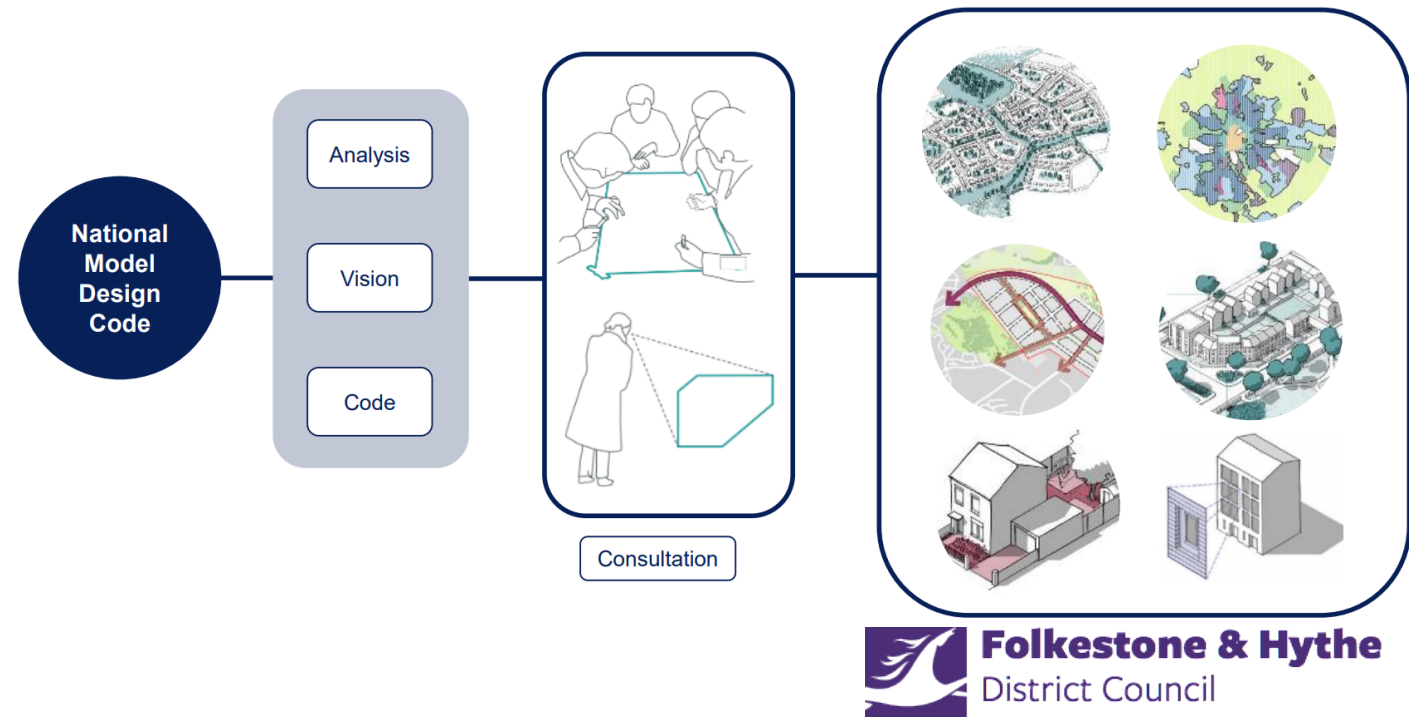 National
Model
Design
Code
Analysis
Vision
Code
Consultation
Folkestone & Hythe
District Council